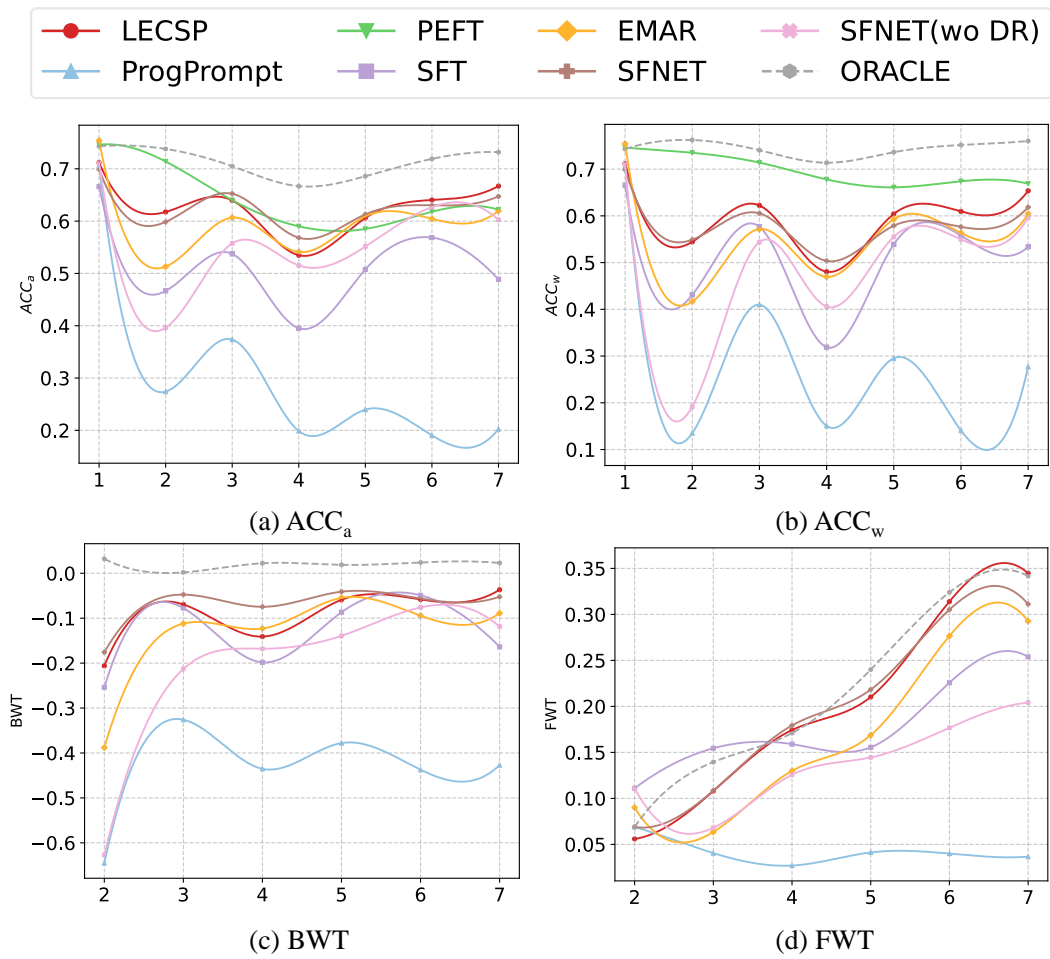 LECSP PEFT EMAR SFNET(wo DR)
ProgPrompt SFT SFNET ORACLE
ACCₐ
0.7
0.6
0.5
0.4
0.3
0.2
1 2 3 4 5 6 7
(a) ACCₐ
ACC_w
0.7
0.6
0.5
0.4
0.3
0.2
0.1
1 2 3 4 5 6 7
(b) ACC_w
BWT
0.0
−0.1
−0.2
−0.3
−0.4
−0.5
−0.6
2 3 4 5 6 7
(c) BWT
FWT
0.35
0.30
0.25
0.20
0.15
0.10
0.05
2 3 4 5 6 7
(d) FWT